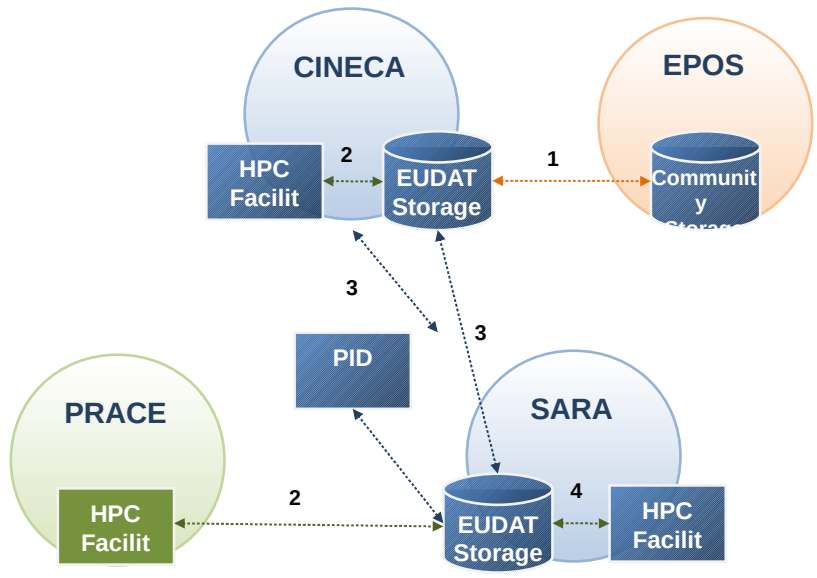 CINECA
EPOS
HPC
Facilit
2
EUDAT
Storage
1
Communit
y
Storage
3
3
PID
PRACE
SARA
HPC
Facilit
2
EUDAT
Storage
4
HPC
Facilit